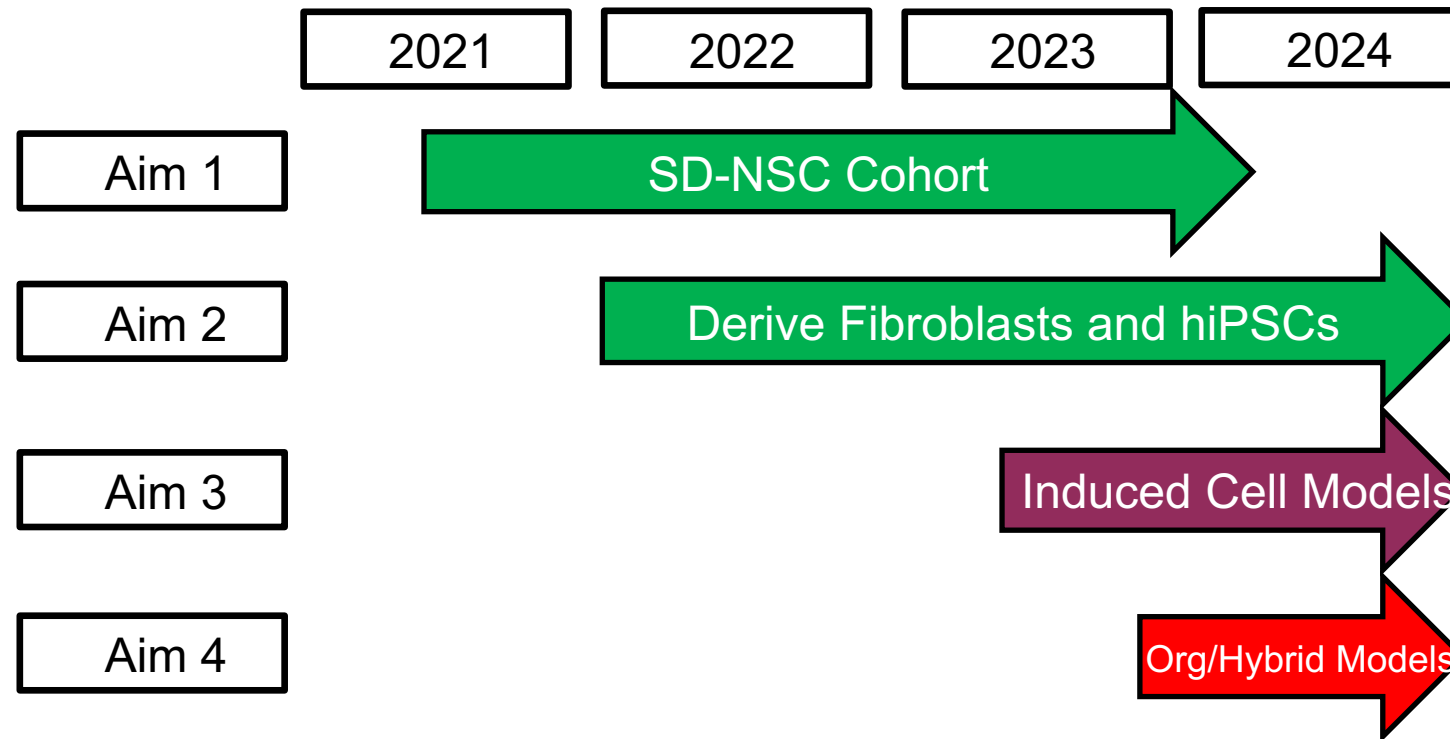 2021
2022
2023
2024
Aim 1
SD-NSC Cohort
Aim 2
Derive Fibroblasts and hiPSCs
Aim 3
Induced Cell Models
Aim 4
Org/Hybrid Models